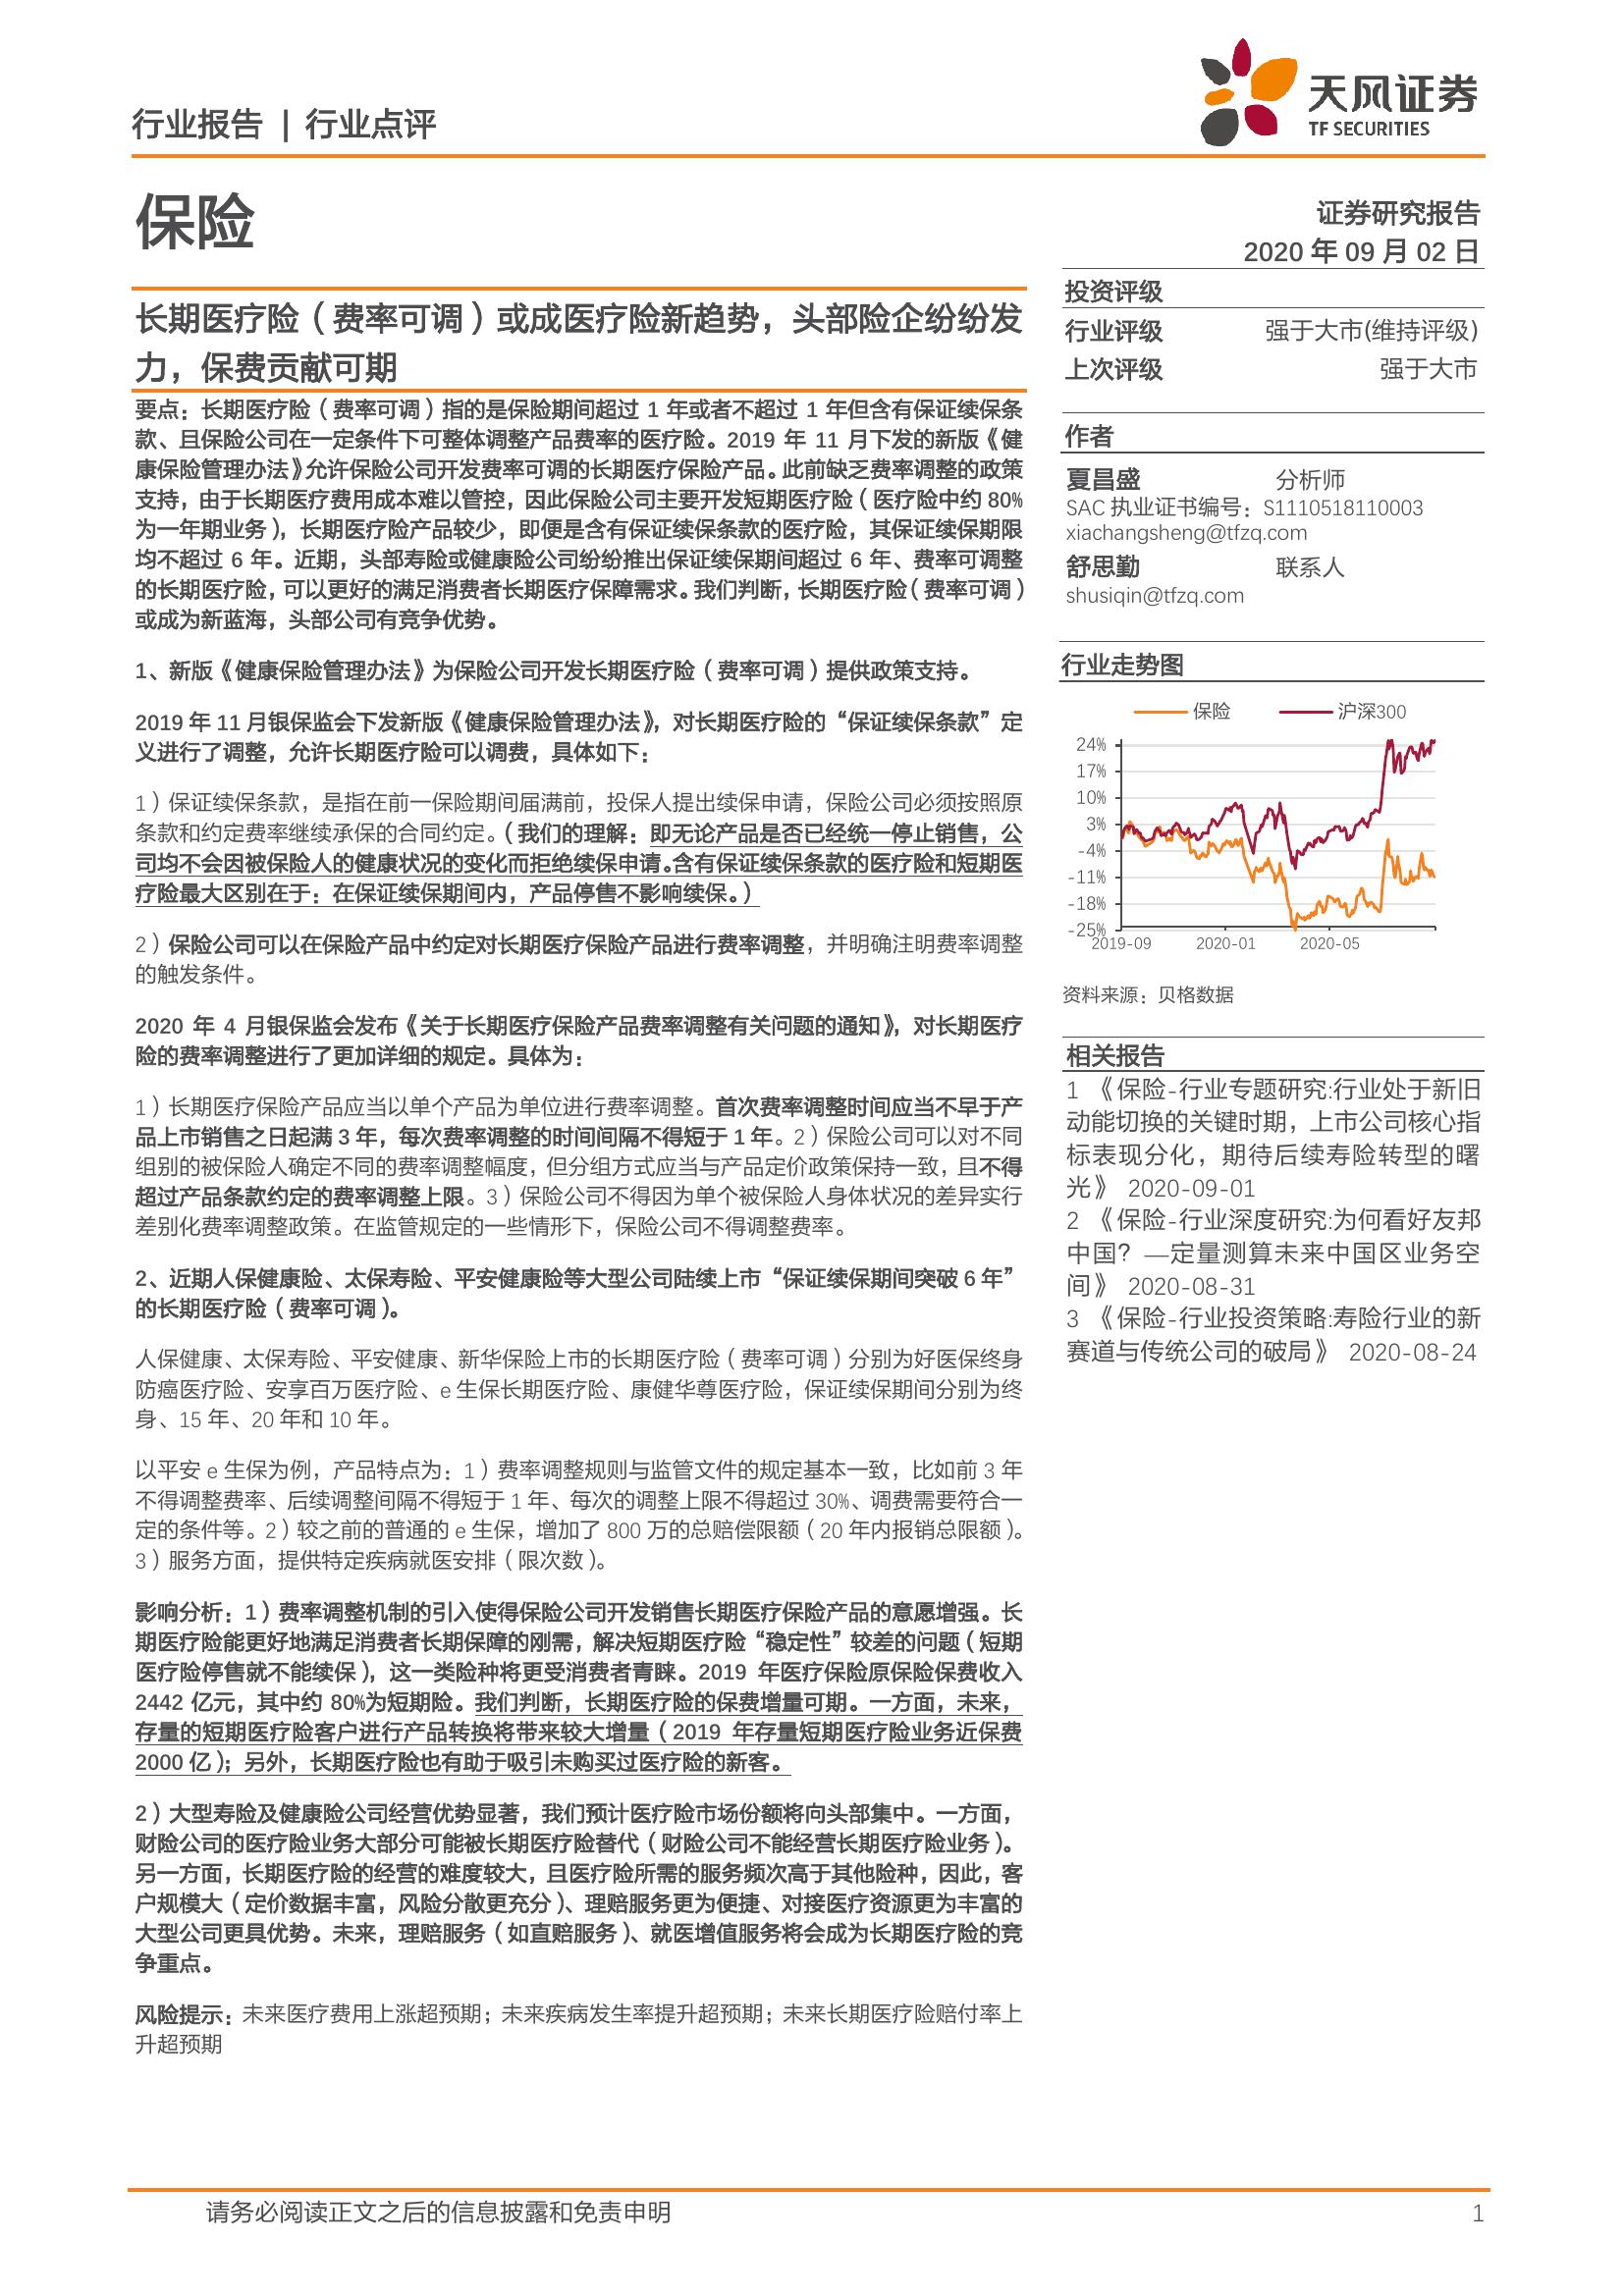 行业报告 | 行业点评
天风证券
TF SECURITIES
保险
证券研究报告
2020 年 09 月 02 日
长期医疗险（费率可调）或成医疗险新趋势，头部险企纷纷发
力，保费贡献可期
要点：长期医疗险（费率可调）指的是保险期间超过 1 年或者不超过 1 年但含有保证续保条
款、且保险公司在一定条件下可整体调整产品费率的医疗险。2019 年 11 月下发的新版《健
康保险管理办法》允许保险公司开发费率可调的长期医疗保险产品。此前缺乏费率调整的政策
支持，由于长期医疗费用成本难以管控，因此保险公司主要开发短期医疗险（医疗险中约 80%
为一年期业务），长期医疗险产品较少，即便是含有保证续保条款的医疗险，其保证续保期限
均不超过 6 年。近期，头部寿险或健康险公司纷纷推出保证续保期间超过 6 年、费率可调整
的长期医疗险，可以更好的满足消费者长期医疗保障需求。我们判断，长期医疗险（费率可调）
或成为新蓝海，头部公司有竞争优势。
1、新版《健康保险管理办法》为保险公司开发长期医疗险（费率可调）提供政策支持。
2019 年 11 月银保监会下发新版《健康保险管理办法》，对长期医疗险的“保证续保条款”定
义进行了调整，允许长期医疗险可以调费，具体如下：
1）保证续保条款，是指在前一保险期间届满前，投保人提出续保申请，保险公司必须按照原
条款和约定费率继续承保的合同约定。（我们的理解：即无论产品是否已经统一停止销售，公
司均不会因被保险人的健康状况的变化而拒绝续保申请。含有保证续保条款的医疗险和短期医
疗险最大区别在于：在保证续保期间内，产品停售不影响续保。）
2）保险公司可以在保险产品中约定对长期医疗保险产品进行费率调整，并明确注明费率调整
的触发条件。
2020 年 4 月银保监会发布《关于长期医疗保险产品费率调整有关问题的通知》，对长期医疗
险的费率调整进行了更加详细的规定。具体为：
1）长期医疗保险产品应当以单个产品为单位进行费率调整。首次费率调整时间应当不早于产
品上市销售之日起满 3 年，每次费率调整的时间间隔不得短于 1 年。2）保险公司可以对不同
组别的被保险人确定不同的费率调整幅度，但分组方式应当与产品定价政策保持一致，且不得
超过产品条款约定的费率调整上限。3）保险公司不得因为单个被保险人身体状况的差异实行
差别化费率调整政策。在监管规定的一些情形下，保险公司不得调整费率。
2、近期人保健康险、太保寿险、平安健康险等大型公司陆续上市“保证续保期间突破 6 年”
的长期医疗险（费率可调）。
人保健康、太保寿险、平安健康、新华保险上市的长期医疗险（费率可调）分别为好医保终身
防癌医疗险、安享百万医疗险、e 生保长期医疗险、康健华尊医疗险，保证续保期间分别为终
身、15 年、20 年和 10 年。
以平安 e 生保为例，产品特点为：1）费率调整规则与监管文件的规定基本一致，比如前 3 年
不得调整费率、后续调整间隔不得短于 1 年、每次的调整上限不得超过 30%、调费需要符合一
定的条件等。2）较之前的普通的 e 生保，增加了 800 万的总赔偿限额（20 年内报销总限额）。
3）服务方面，提供特定疾病就医安排（限次数）。
影响分析：1）费率调整机制的引入使得保险公司开发销售长期医疗保险产品的意愿增强。长
期医疗险能更好地满足消费者长期保障的刚需，解决短期医疗险“稳定性”较差的问题（短期
医疗险停售就不能续保），这一类险种将更受消费者青睐。2019 年医疗保险原保险保费收入
2442 亿元，其中约 80%为短期险。我们判断，长期医疗险的保费增量可期。一方面，未来，
存量的短期医疗险客户进行产品转换将带来较大增量（2019 年存量短期医疗险业务近保费
2000 亿）；另外，长期医疗险也有助于吸引未购买过医疗险的新客。
2）大型寿险及健康险公司经营优势显著，我们预计医疗险市场份额将向头部集中。一方面，
财险公司的医疗险业务大部分可能被长期医疗险替代（财险公司不能经营长期医疗险业务）。
另一方面，长期医疗险的经营的难度较大，且医疗险所需的服务频次高于其他险种，因此，客
户规模大（定价数据丰富，风险分散更充分）、理赔服务更为便捷、对接医疗资源更为丰富的
大型公司更具优势。未来，理赔服务（如直赔服务）、就医增值服务将会成为长期医疗险的竞
争重点。
风险提示：未来医疗费用上涨超预期；未来疾病发生率提升超预期；未来长期医疗险赔付率上
升超预期
投资评级
行业评级 强于大市(维持评级)
上次评级 强于大市
作者
夏昌盛 分析师
SAC 执业证书编号：S1110518110003
xiachangsheng@tfzq.com
舒思勤 联系人
shusiqin@tfzq.com
行业走势图
保险 沪深300
24%
17%
10%
3%
-4%
-11%
-18%
-25%
2019-09 2020-01 2020-05
资料来源：贝格数据
相关报告
1 《保险-行业专题研究:行业处于新旧
动能切换的关键时期，上市公司核心指
标表现分化，期待后续寿险转型的曙
光》 2020-09-01
2 《保险-行业深度研究:为何看好友邦
中国？—定量测算未来中国区业务空
间》 2020-08-31
3 《保险-行业投资策略:寿险行业的新
赛道与传统公司的破局》 2020-08-24
请务必阅读正文之后的信息披露和免责申明 1